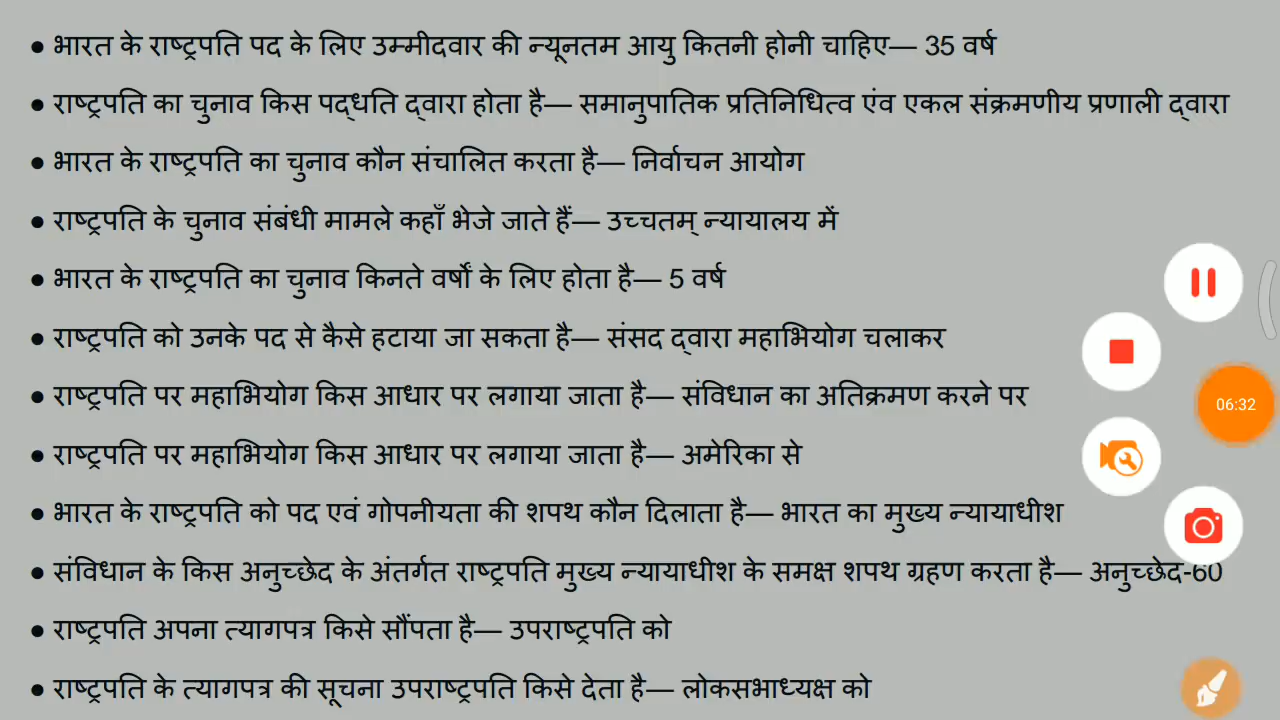 ● भारत के राष्ट्रपति पद के लिए उम्मीदवार की न्यूनतम आयु कितनी होनी चाहिए— 35 वर्ष
● राष्ट्रपति का चुनाव किस पद्धति द्वारा होता है— समानुपातिक प्रतिनिधित्व एंव एकल संक्रमणीय प्रणाली द्वारा
● भारत के राष्ट्रपति का चुनाव कौन संचालित करता है— निर्वाचन आयोग
● राष्ट्रपति के चुनाव संबंधी मामले कहाँ भेजे जाते हैं— उच्चतम् न्यायालय में
● भारत के राष्ट्रपति का चुनाव किनते वर्षों के लिए होता है— 5 वर्ष
● राष्ट्रपति को उनके पद से कैसे हटाया जा सकता है— संसद द्वारा महाभियोग चलाकर
● राष्ट्रपति पर महाभियोग किस आधार पर लगाया जाता है— संविधान का अतिक्रमण करने पर
06:32
● राष्ट्रपति पर महाभियोग किस आधार पर लगाया जाता है— अमेरिका से
● भारत के राष्ट्रपति को पद एवं गोपनीयता की शपथ कौन दिलाता है— भारत का मुख्य न्यायाधीश
● संविधान के किस अनुच्छेद के अंतर्गत राष्ट्रपति मुख्य न्यायाधीश के समक्ष शपथ ग्रहण करता है— अनुच्छेद-60
● राष्ट्रपति अपना त्यागपत्र किसे सौंपता है— उपराष्ट्रपति को
● राष्ट्रपति के त्यागपत्र की सूचना उपराष्ट्रपति किसे देता है— लोकसभाध्यक्ष को